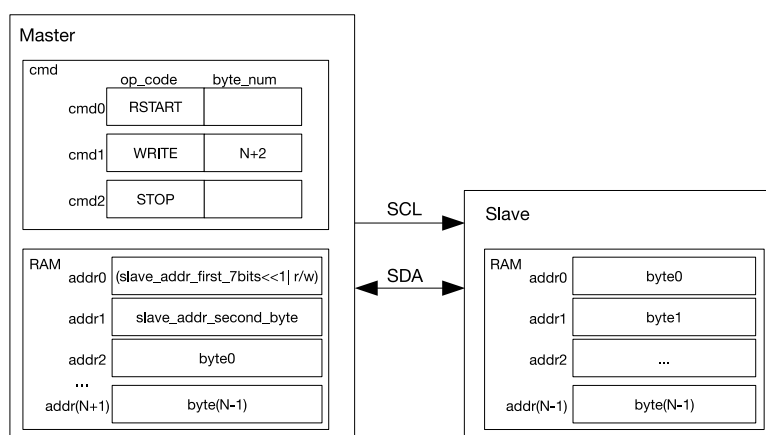 Master
cmd
op_code byte_num
cmd0 RSTART
cmd1 WRITE N+2
cmd2 STOP
SCL
SDA
RAM
addr0 (slave_addr_first_7bits<<1| r/w)
addr1 slave_addr_second_byte
addr2 byte0
...
addr(N+1) byte(N-1)
Slave
RAM
addr0 byte0
addr1 byte1
addr2 ...
addr(N-1) byte(N-1)